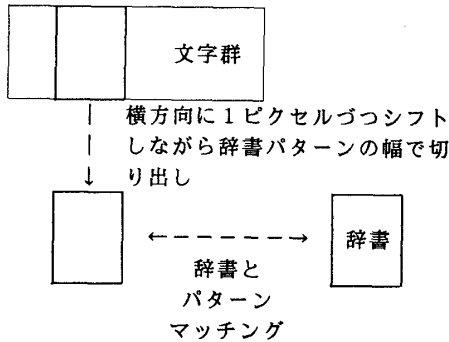 文字群
横方向に1ピクセルづつシフト
しながら辞書パターンの幅で切
り出し
辞書
辞書と
パターン
マッチング